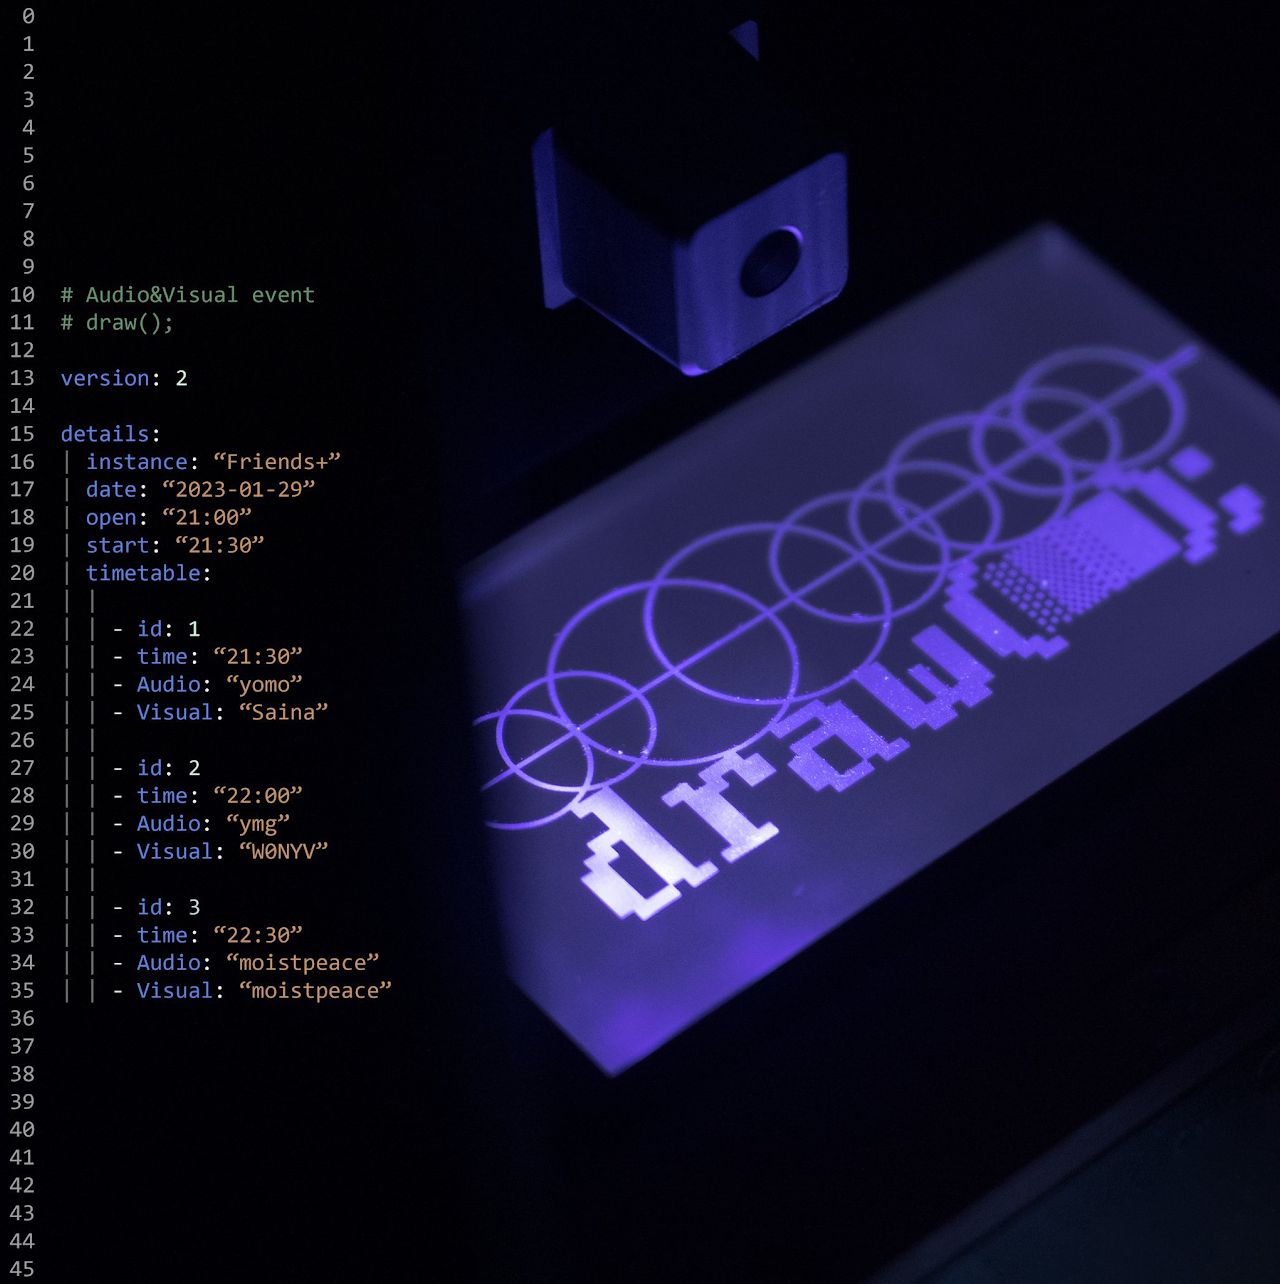 0
1
2
3
4
5
6
7
8
9
10 # Audio&Visual event
11 # draw();
12
13 version: 2
14
15 details:
16 | instance: “Friends+”
17 | date: “2023-01-29”
18 | open: “21:00”
19 | start: “21:30”
20 | timetable:
21 | |
22 | | - id: 1
23 | | - time: “21:30”
24 | | - Audio: “yomo”
25 | | - Visual: “Saina”
26 | |
27 | | - id: 2
28 | | - time: “22:00”
29 | | - Audio: “ymg”
30 | | - Visual: “W0NYV”
31 | |
32 | | - id: 3
33 | | - time: “22:30”
34 | | - Audio: “moistpeace”
35 | | - Visual: “moistpeace”
36
37
38
39
40
41
42
43
44
45
draw();